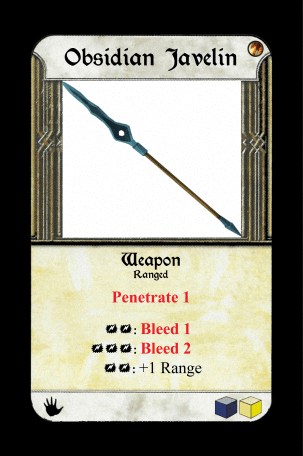 Obsidian Javelin
Weapon
Ranged
Penetrate 1
: Bleed 1
: Bleed 2
: +1 Range